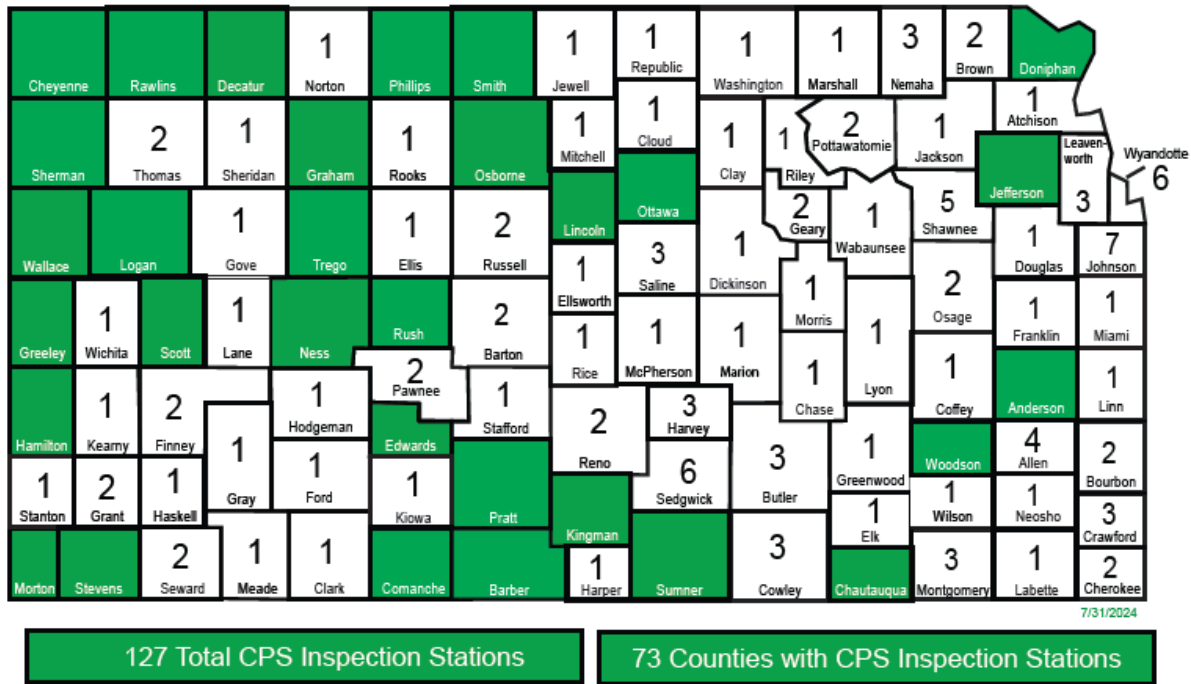 1
1
1
1
1
3
2
Cheyenne
Rawlins
Decatur
Norton
Phillips
Smith
Jewell
Republic
Washington
Marshall
Nemaha
Brown
Doniphan
2
1
1
1
1
1
1
2
1
1
Sherman
Thomas
Sheridan
Graham
Rooks
Osborne
Mitchell
Cloud
Clay
Riley
Pottawatomie
Jackson
Atchison
Jefferson
Leaven-
worth
3
Wyandotte
6
1
1
2
3
1
2
1
5
1
7
Wallace
Logan
Gove
Trego
Ellis
Russell
Lincoln
Ottawa
Saline
Dickinson
Geary
Wabaunsee
Shawnee
Douglas
Johnson
1
1
2
1
1
1
1
1
1
1
2
1
1
Greeley
Wichita
Scott
Lane
Ness
Rush
Barton
Ellsworth
Rice
McPherson
Marion
Morris
Chase
Lyon
Osage
Franklin
Miami
1
2
1
1
2
1
2
3
1
1
1
Hamilton
Kearny
Finney
Gray
Hodgeman
Pawnee
Edwards
Stafford
Reno
Harvey
Coffey
Anderson
Linn
1
2
1
1
1
6
3
1
4
2
Stanton
Grant
Haskell
Ford
Kiowa
Pratt
Kingman
Sedgwick
Butler
Greenwood
Woodson
Allen
Bourbon
2
1
1
1
3
1
1
3
1
1
3
2
Morton
Stevens
Seward
Meade
Clark
Comanche
Barber
Harper
Sumner
Cowley
Elk
Chautauqua
Wilson
Montgomery
Neosho
Labette
Crawford
Cherokee
7/31/2024
127 Total CPS Inspection Stations
73 Counties with CPS Inspection Stations